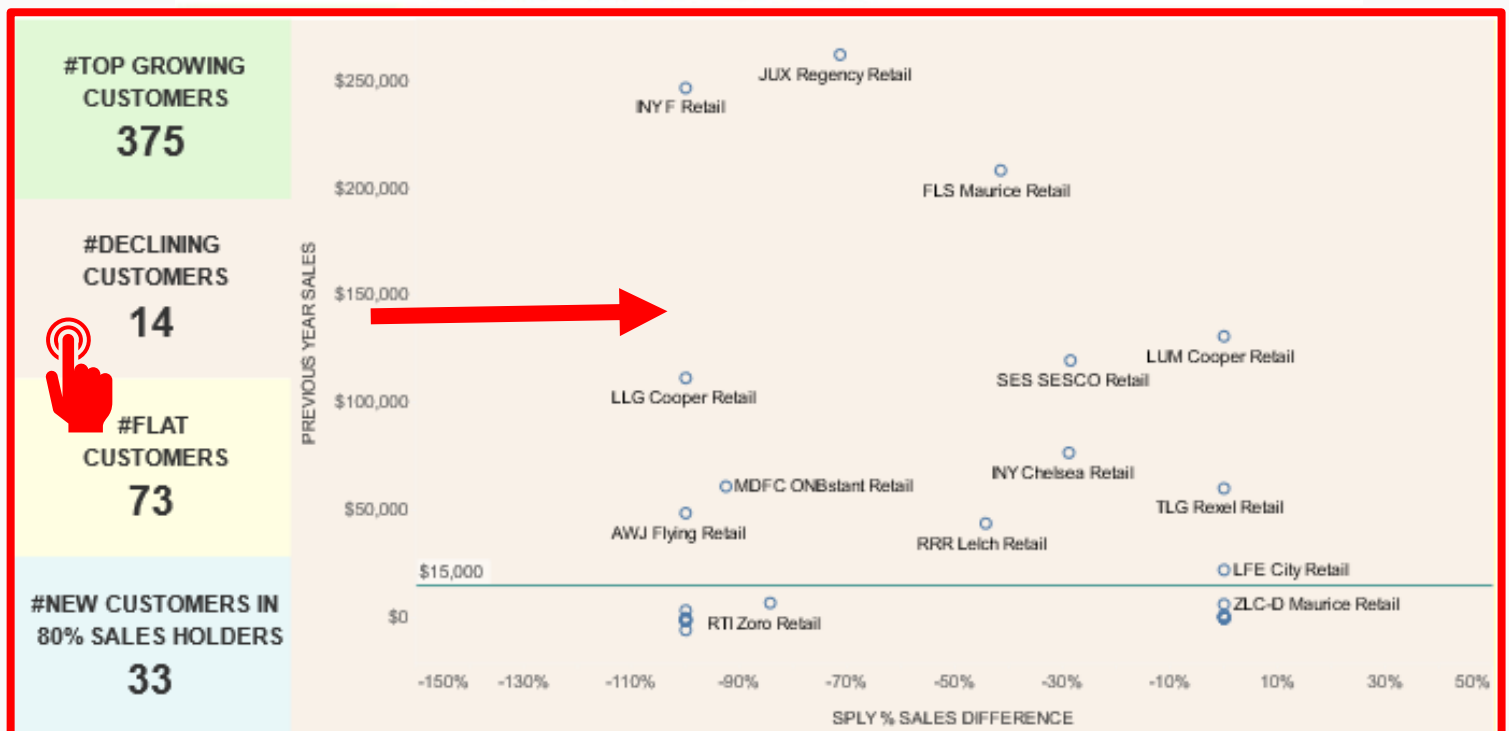 #TOP GROWING
CUSTOMERS
375
#DECLINING
CUSTOMERS
14
#FLAT
CUSTOMERS
73
#NEW CUSTOMERS IN
80% SALES HOLDERS
33
PREVIOUS YEAR SALES
$250,000
$200,000
$150,000
$100,000
$50,000
$0
JUX Regency Retail
INY F Retail
FLS Maurice Retail
LUM Cooper Retail
SES SESCO Retail
LLG Cooper Retail
INY Chelsea Retail
MDFC ONBstant Retail
TLG Rexel Retail
AWJ Flying Retail
RRR Lelch Retail
$15,000
LFE City Retail
ZLC-D Maurice Retail
RTI Zoro Retail
-150% -130% -110% -90% -70% -50% -30% -10% 10% 30% 50%
SPLY % SALES DIFFERENCE